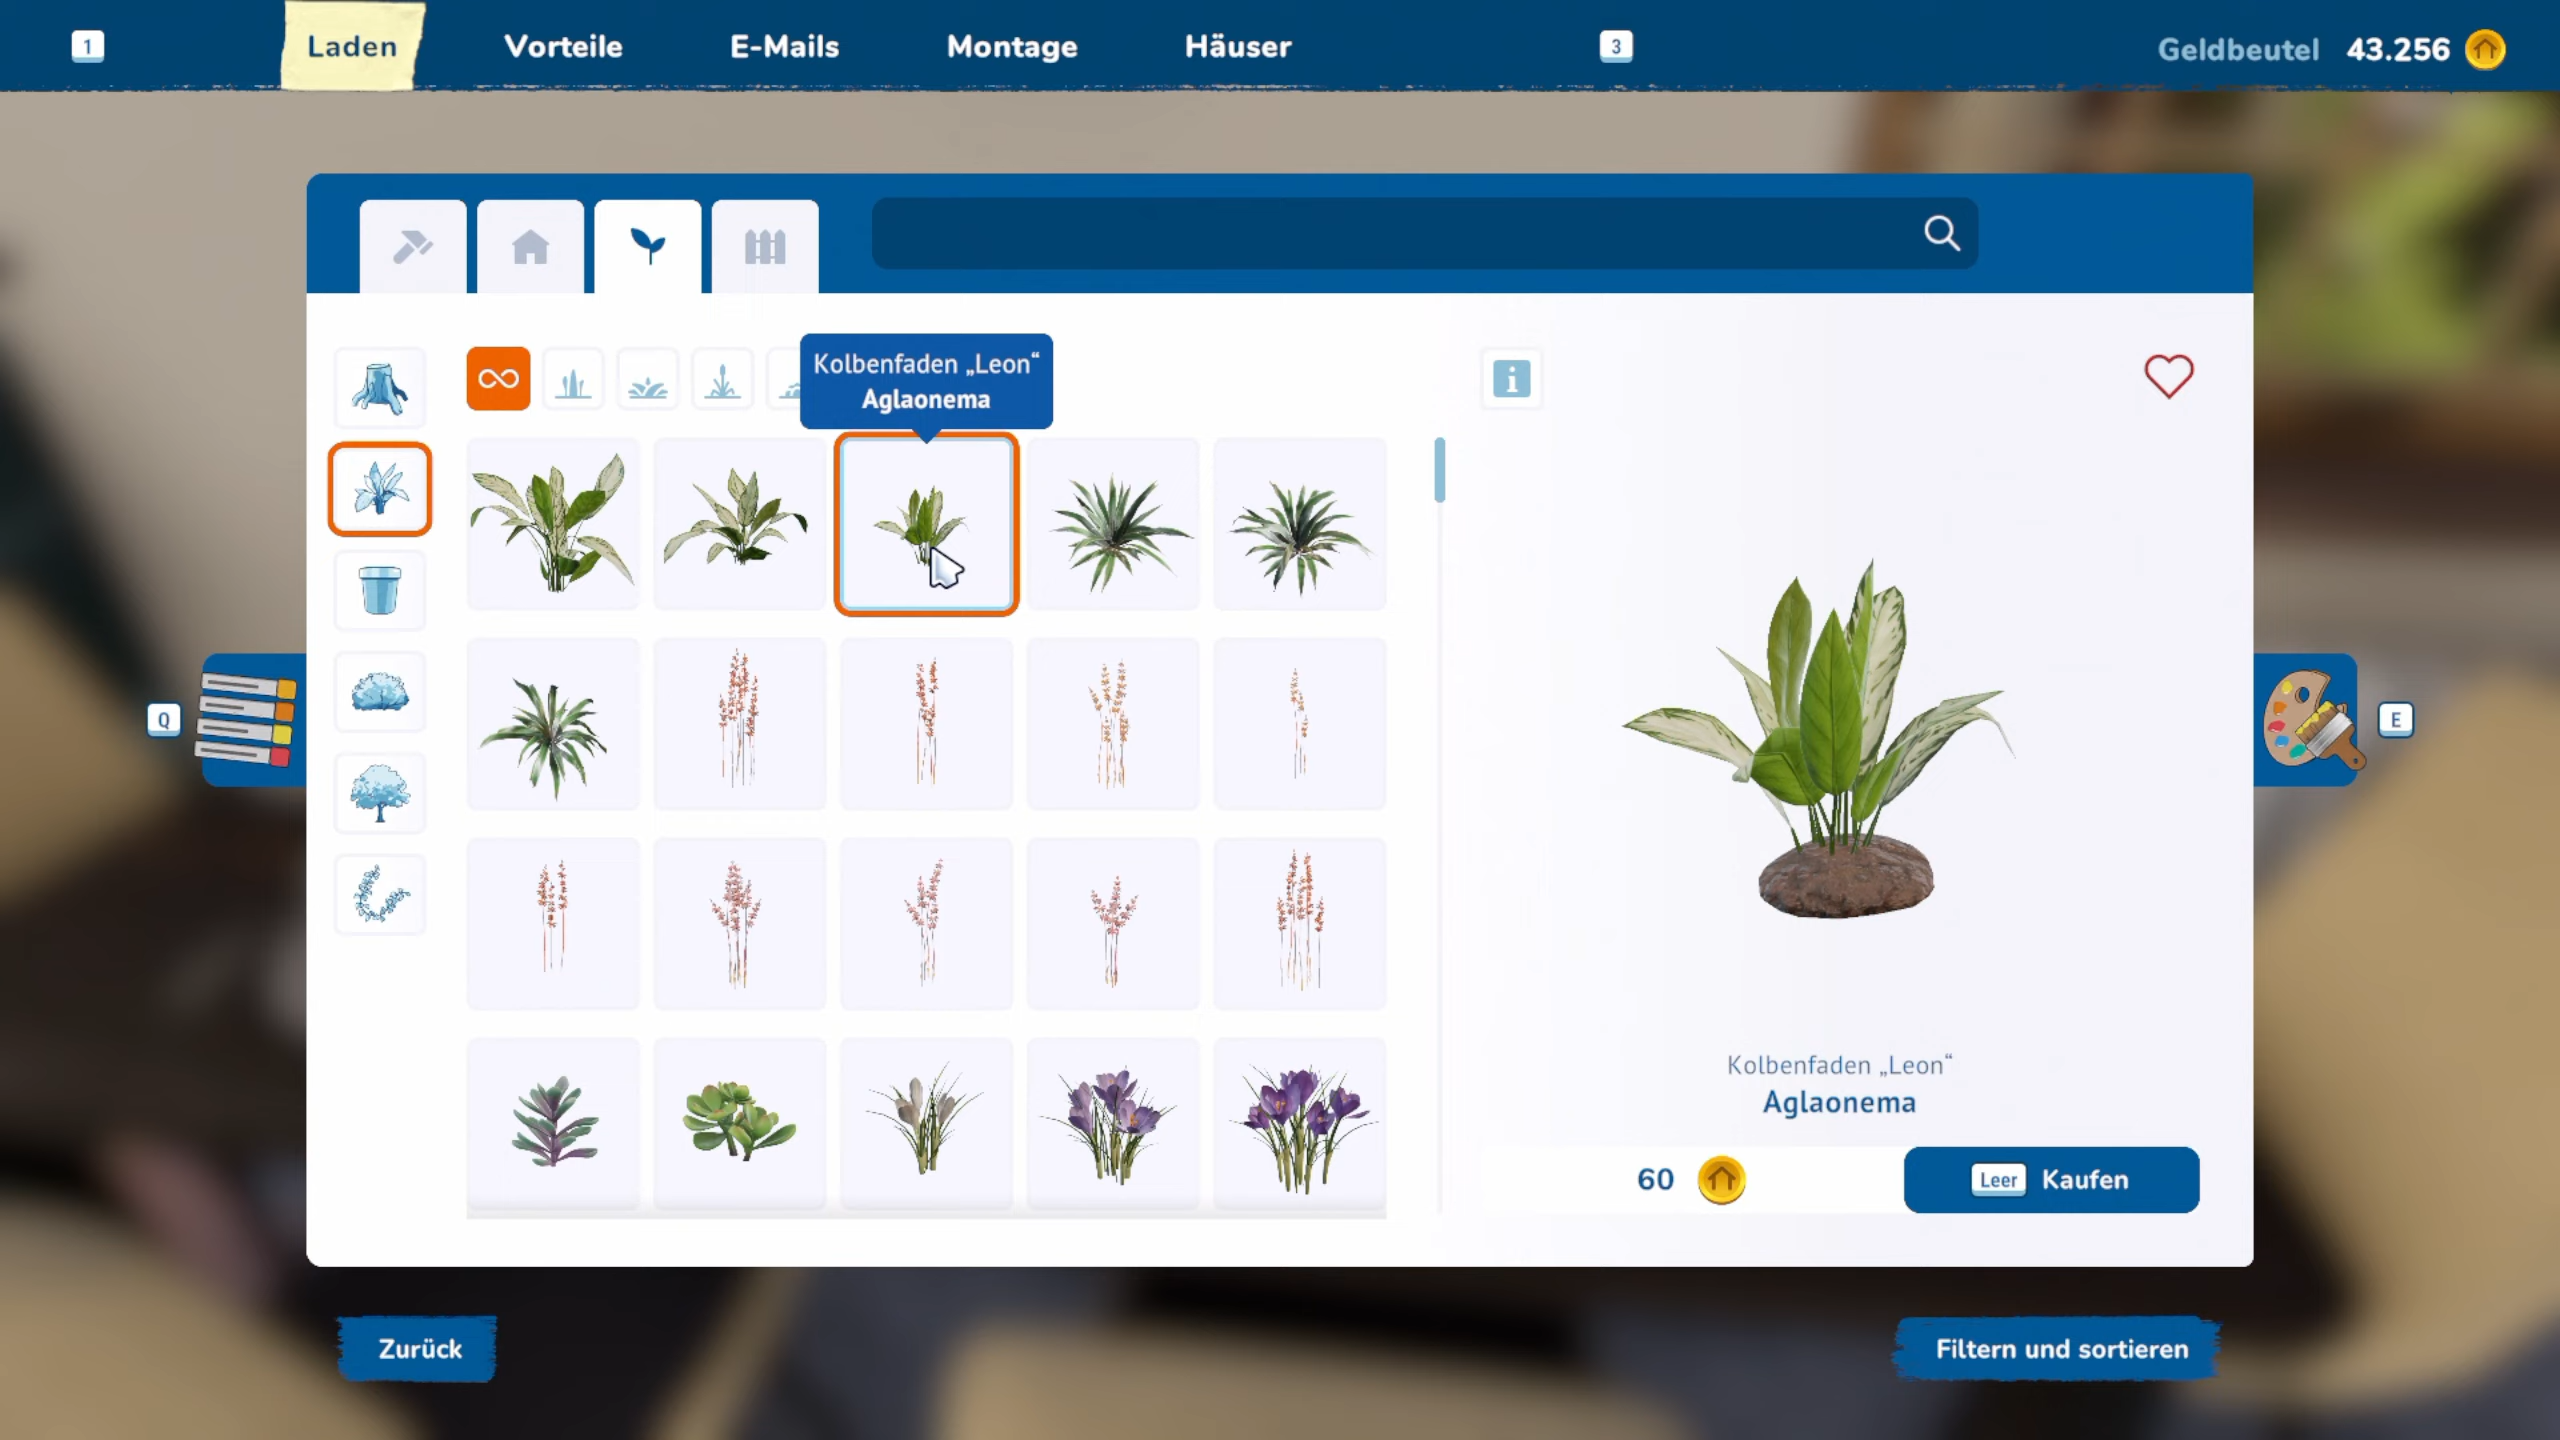 1
Laden
Vorteile
E-Mails
Montage
Häuser
3
Geldbeutel 43.256
Kolbenfaden „Leon“
Aglaonema
i
Q
E
Kolbenfaden „Leon“
Aglaonema
60
Leer Kaufen
Zurück
Filtern und sortieren